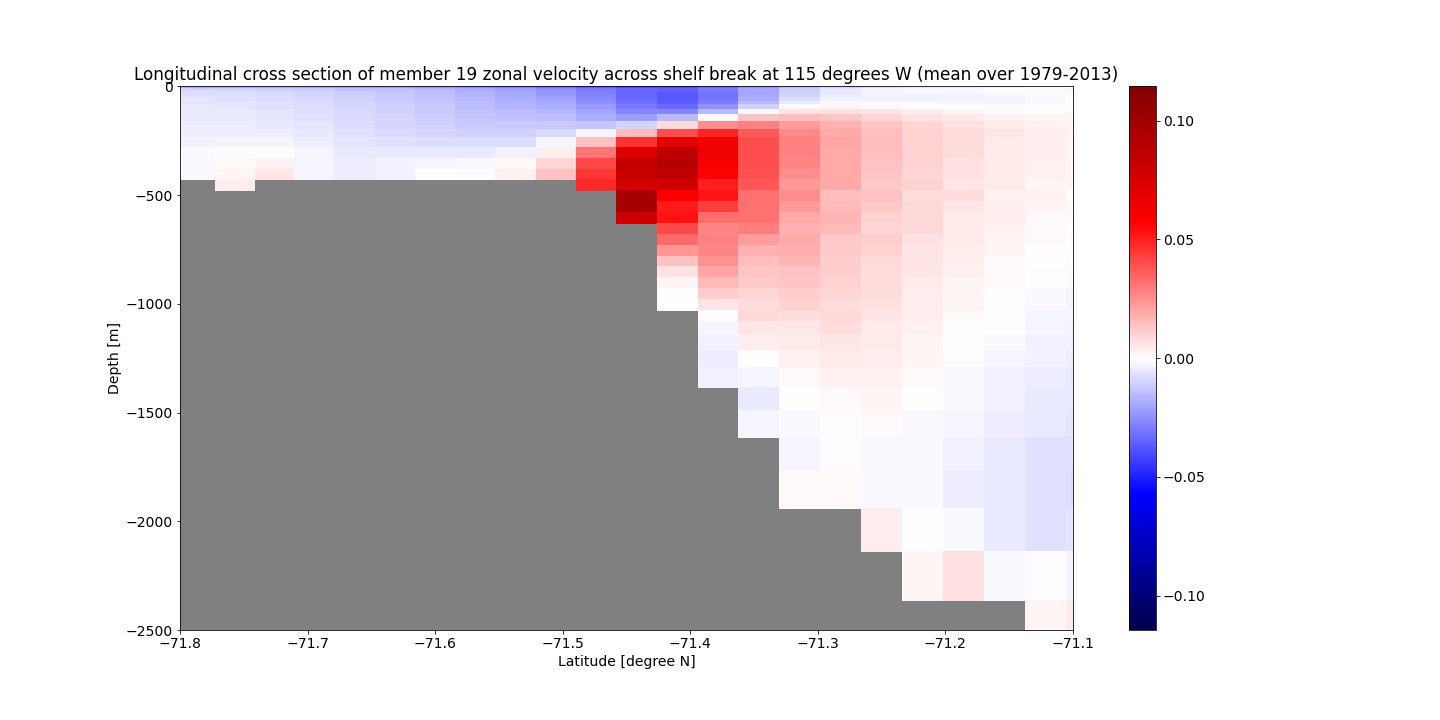 Longitudinal cross section of member 19 zonal velocity across shelf break at 115 degrees W (mean over 1979-2013)
0
−500
−1000
−1500
−2000
−2500
Depth [m]
−71.8 −71.7 −71.6 −71.5 −71.4 −71.3 −71.2 −71.1
Latitude [degree N]
0.10
0.05
0.00
−0.05
−0.10